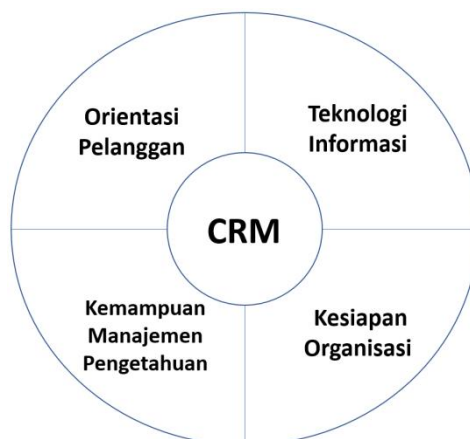 Orientasi
Pelanggan
Teknologi
Informasi
CRM
Kemampuan
Manajemen
Pengetahuan
Kesiapan
Organisasi